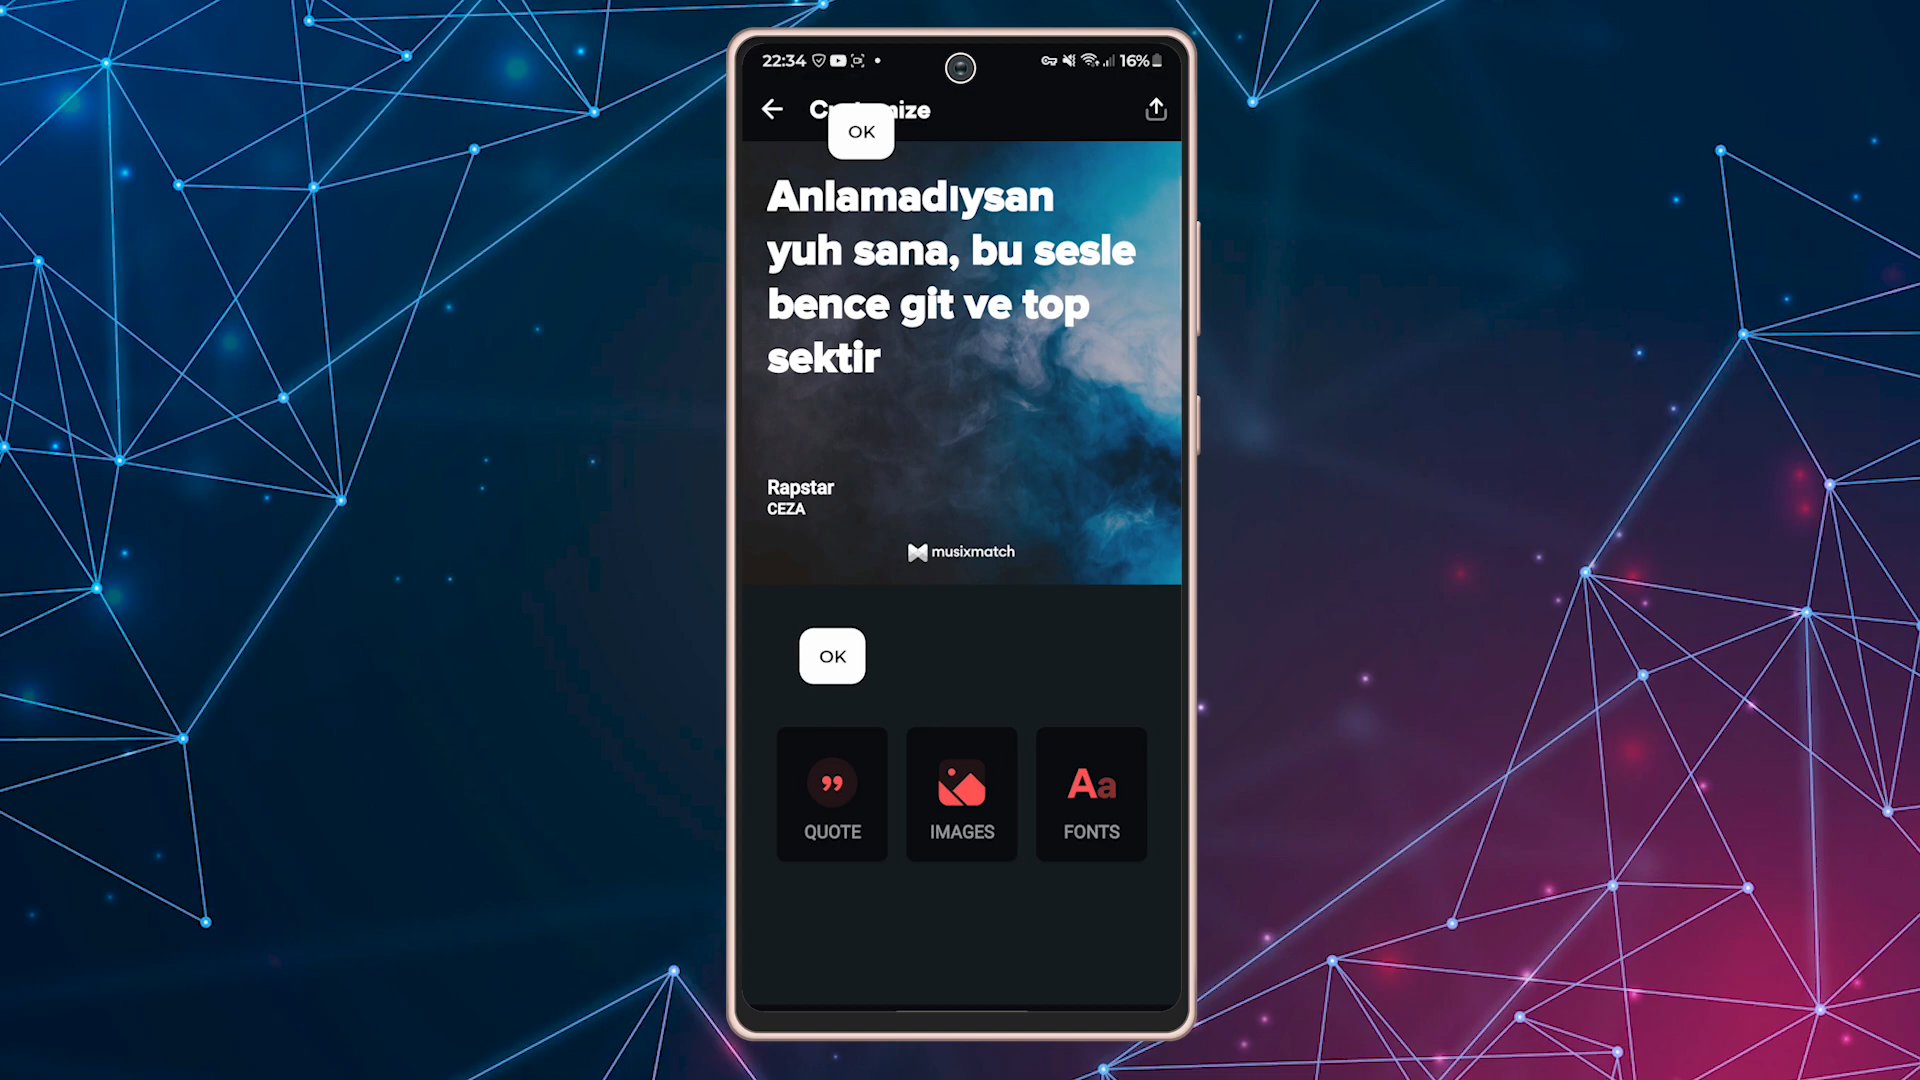 22:34
16%
Customize
OK
Anlamadıysan
yuh sana, bu sesle
bence git ve top
sektir
Rapstar
CEZA
musixmatch
OK
QUOTE
IMAGES
Aa
FONTS